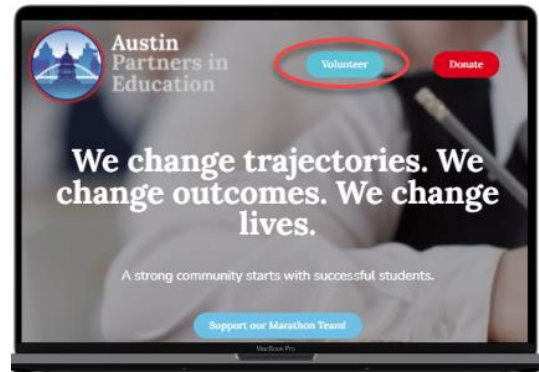 Austin
Partners in
Education
Volunteer
Donate
We change trajectories. We
change outcomes. We change
lives.
A strong community starts with successful students.
Support our Marathon Team!
MacBook Pro